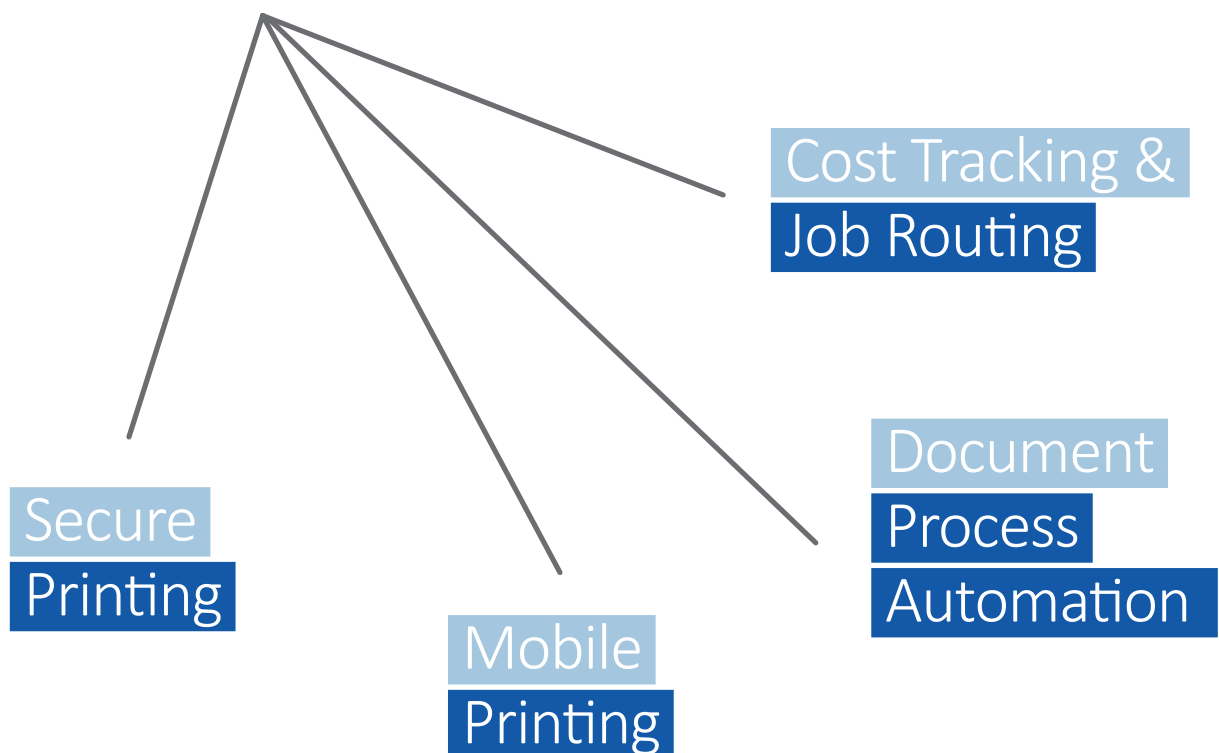 Cost Tracking &
Job Routing
Document
Process
Automation
Secure
Printing
Mobile
Printing